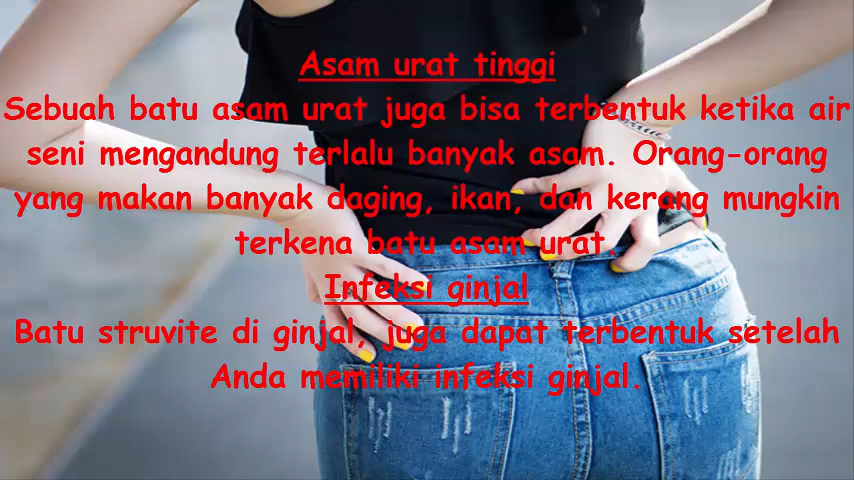 Asam urat tinggi
Sebuah batu asam urat juga bisa terbentuk ketika air
seni mengandung terlalu banyak asam. Orang-orang
yang makan banyak daging, ikan, dan kerang mungkin
terkena batu asam urat.
Infeksi ginjal
Batu struvite di ginjal, juga dapat terbentuk setelah
Anda memiliki infeksi ginjal.